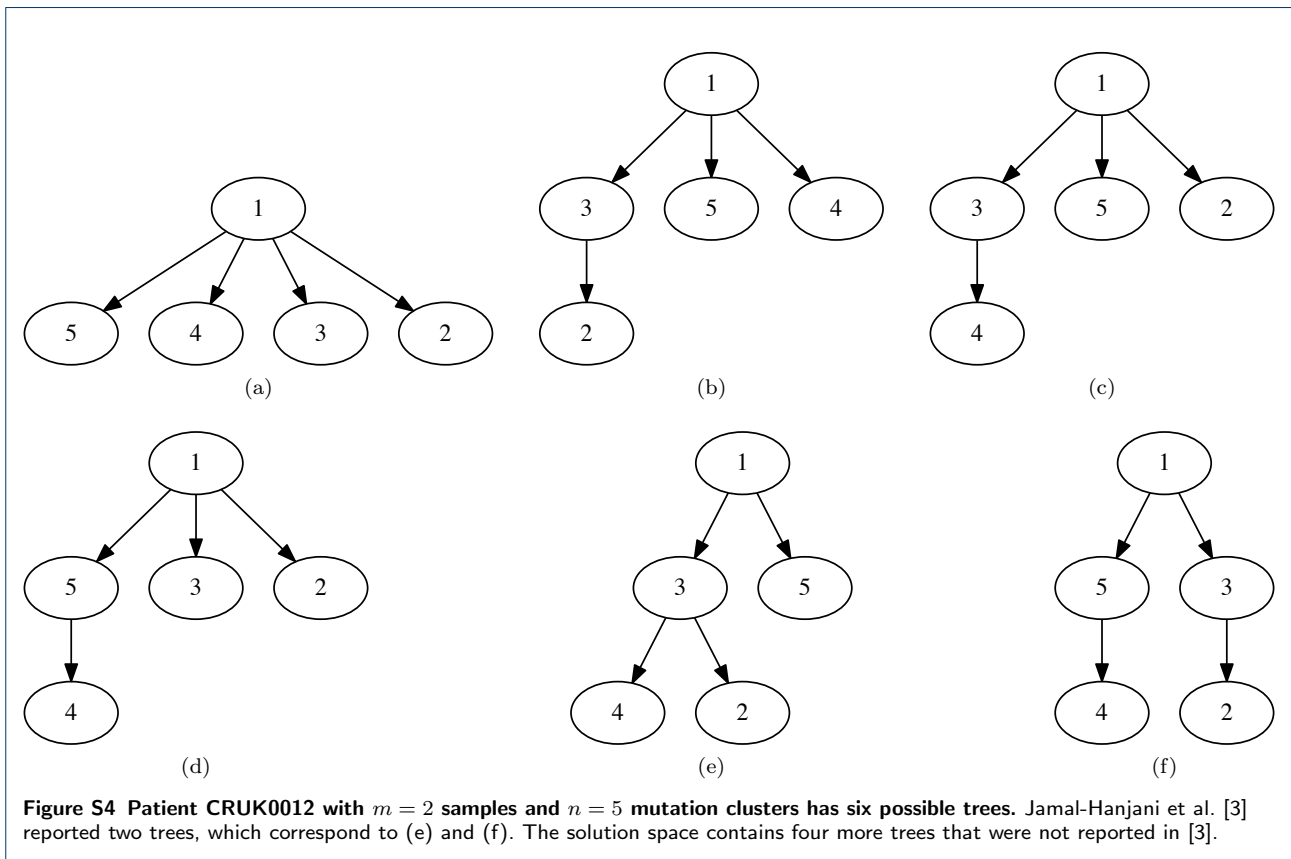 1
1
3 5 4
3 5 2
1
5 4 3 2
2
4
(a)
(b)
(c)
1
1
1
5 3 2
3 5
5 3
4
4 2
4 2
(d)
(e)
(f)
Figure S4 Patient CRUK0012 with m = 2 samples and n = 5 mutation clusters has six possible trees. Jamal-Hanjani et al. [3]
reported two trees, which correspond to (e) and (f). The solution space contains four more trees that were not reported in [3].